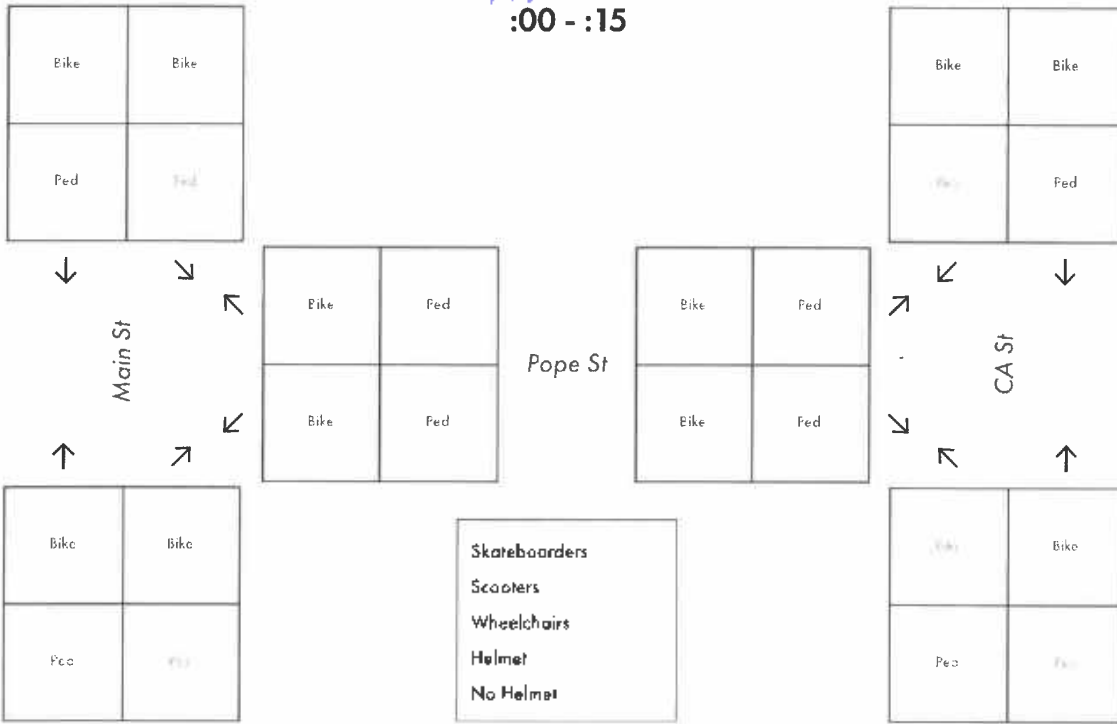 :00 - :15
Bike Bike
Bike Bike
Ped Ped
Ped Ped
Bike Ped
Bike Ped
Main St
Pope St
CA St
Bike Ped
Bike Ped
Bike Bike
Bike
Skateboarders
Scooters
Wheelchairs
Helmet
No Helmet